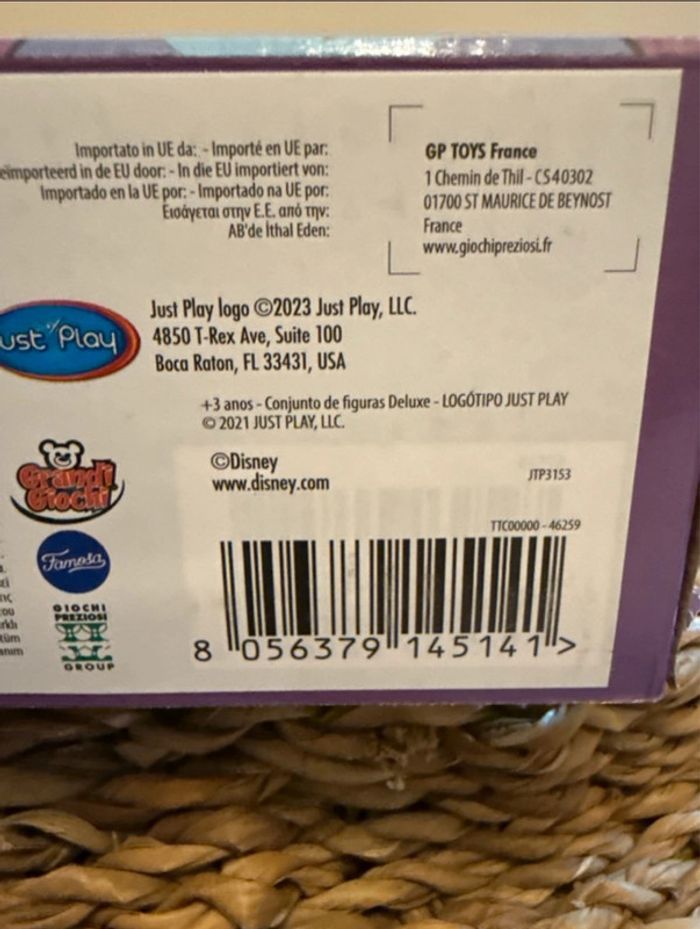 Importato in UE da: - Importé en UE par:
eïmporteerd in de EU door: - In die EU importiert von:
Importado en la UE por: - Importado na UE por:
Εισάγεται στην Ε.Ε. από την:
AB'de İthal Eden:
GP TOYS France
1 Chemin de Thil - CS40302
01700 ST MAURICE DE BEYNOST
France
www.giochipreziosi.fr
Just Play logo ©2023 Just Play, LLC.
4850 T-Rex Ave, Suite 100
Boca Raton, FL 33431, USA
ust Play
+3 anos - Conjunto de figuras Deluxe - LOGÓTIPO JUST PLAY
© 2021 JUST PLAY, LLC.
©Disney
www.disney.com
JTP3153
TTC00000 - 46259
Grandi
Giochi
Famosa
GIOCHI
PREZIOSI
GROUP
tüm
8 056379 145141 >